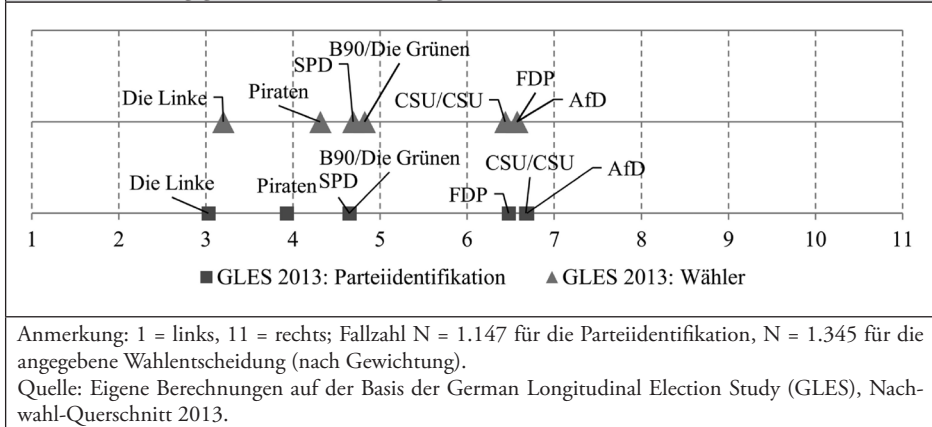 B90/Die Grünen
SPD
FDP
Die Linke Piraten CSU/CSU AfD
B90/Die Grünen
CSU/CSU
Die Linke Piraten SPD FDP AfD
1 2 3 4 5 6 7 8 9 10 11
GLES 2013: Parteiidentifikation GLES 2013: Wähler
Anmerkung: 1 = links, 11 = rechts; Fallzahl N = 1.147 für die Parteiidentifikation, N = 1.345 für die
angegebene Wahlentscheidung (nach Gewichtung).
Quelle: Eigene Berechnungen auf der Basis der German Longitudinal Election Study (GLES), Nach-
wahl-Querschnitt 2013.